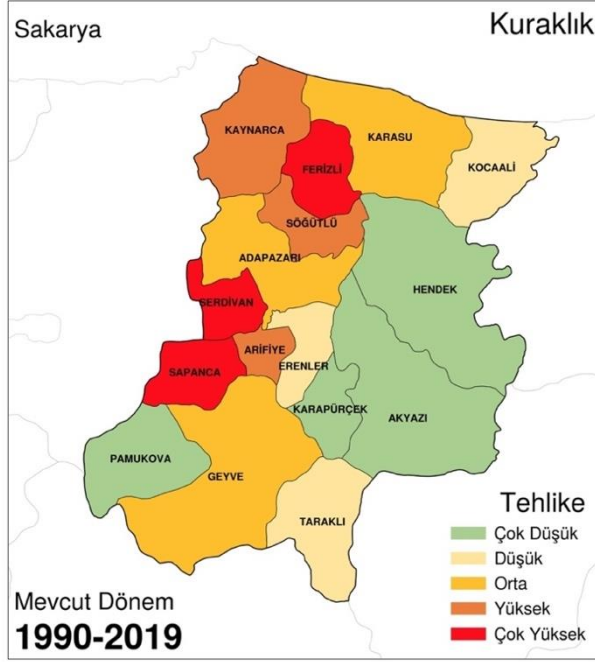 Sakarya
Kuraklık
KAYNARCA
KARASU
KOCAALİ
FERİZLİ
SÖĞÜTLÜ
ADAPAZARI
HENDEK
SERDİVAN
ARİFİYE
ERENLER
SAPANCA
KARAPÜRÇEK
AKYAZI
PAMUKOVA
GEYVE
TARAKLI
Tehlike
Çok Düşük
Düşük
Orta
Yüksek
Çok Yüksek
Mevcut Dönem
1990-2019